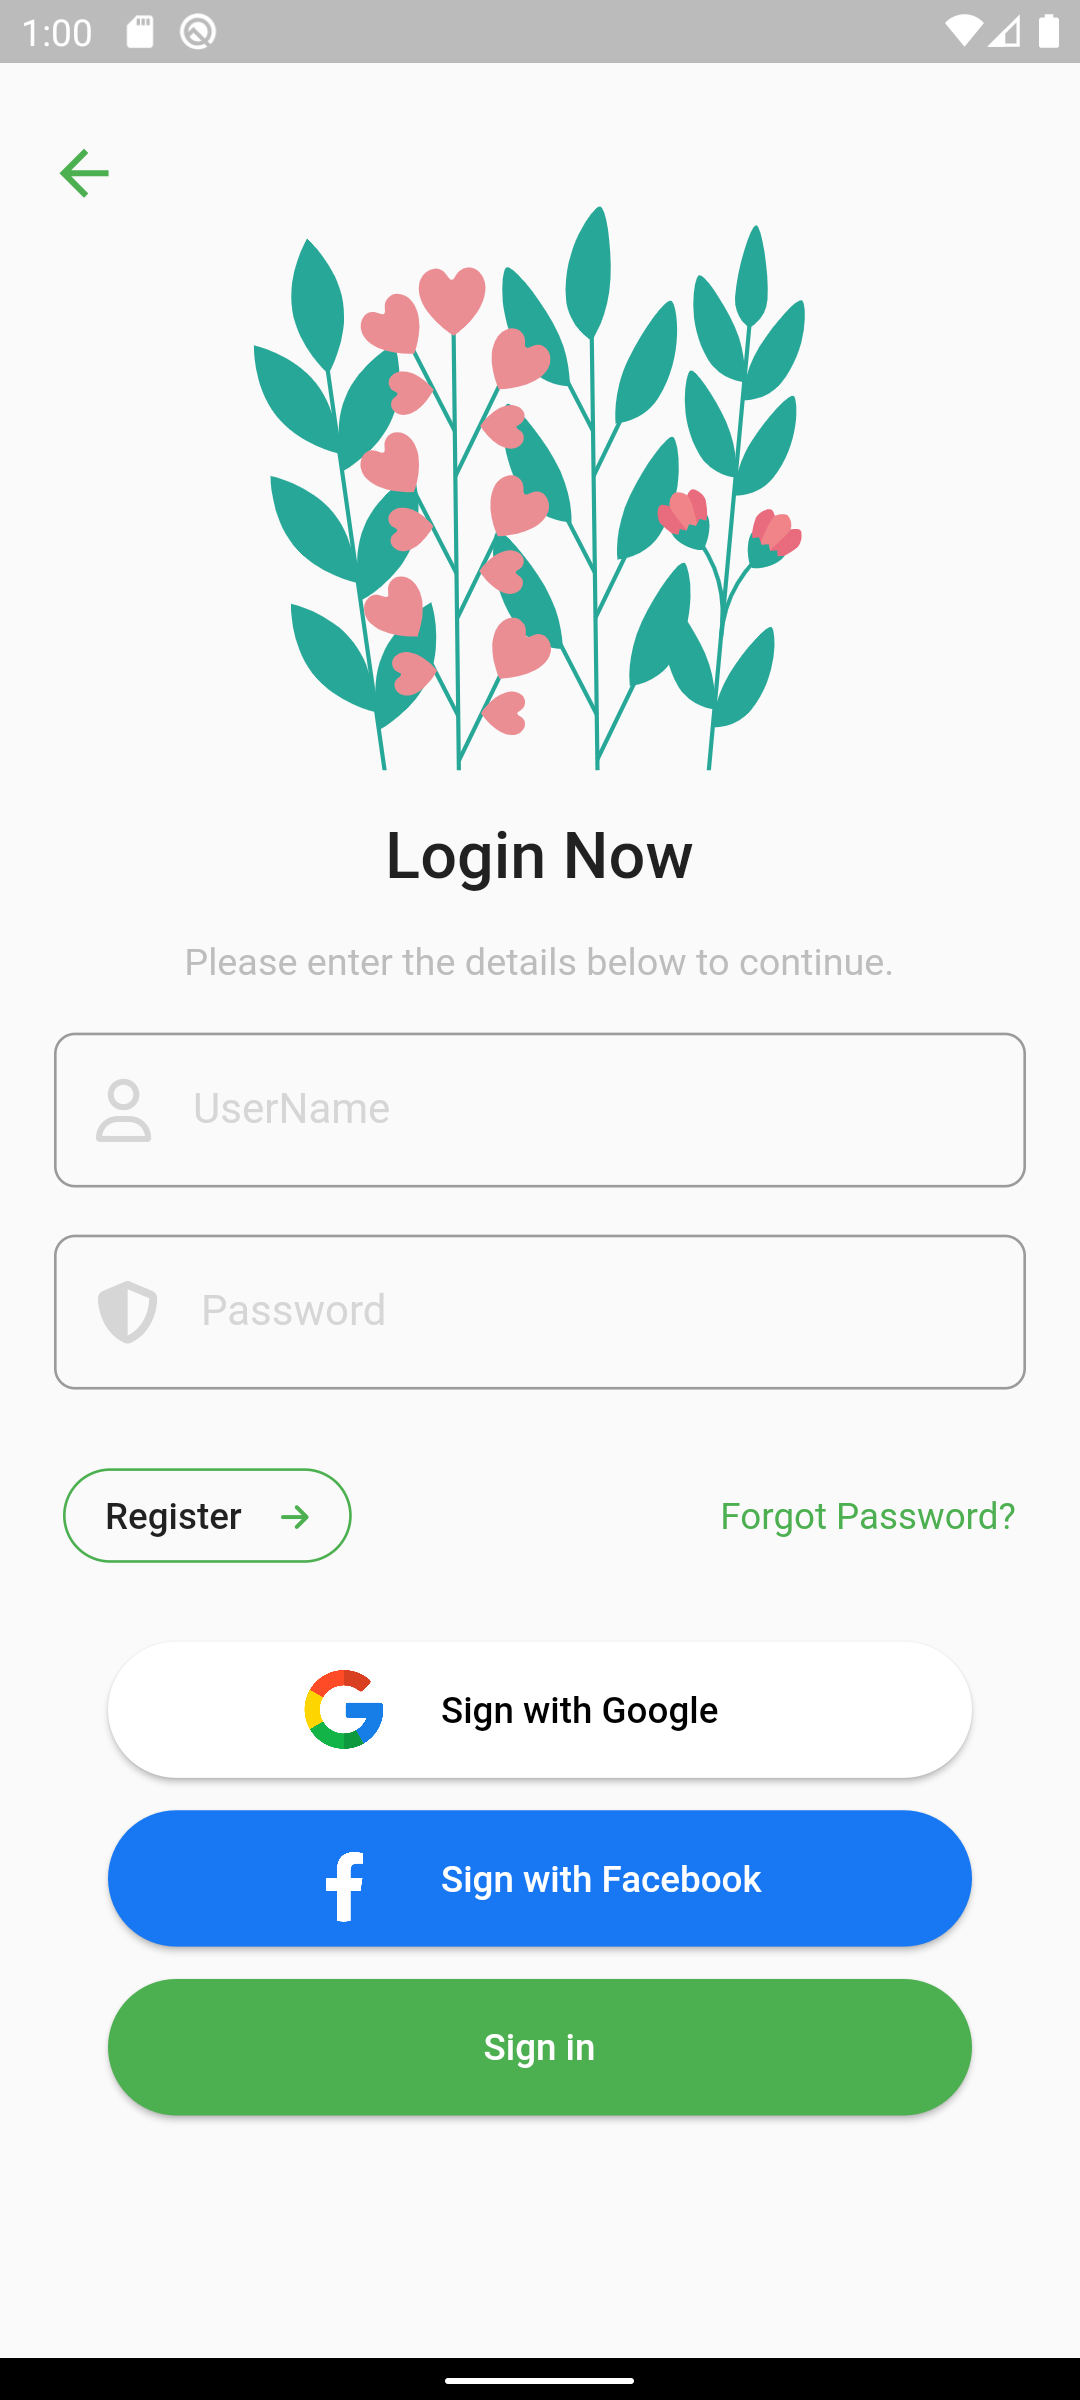 1:00
Login Now
Please enter the details below to continue.
UserName
Password
Register
Forgot Password?
Sign with Google
Sign with Facebook
Sign in